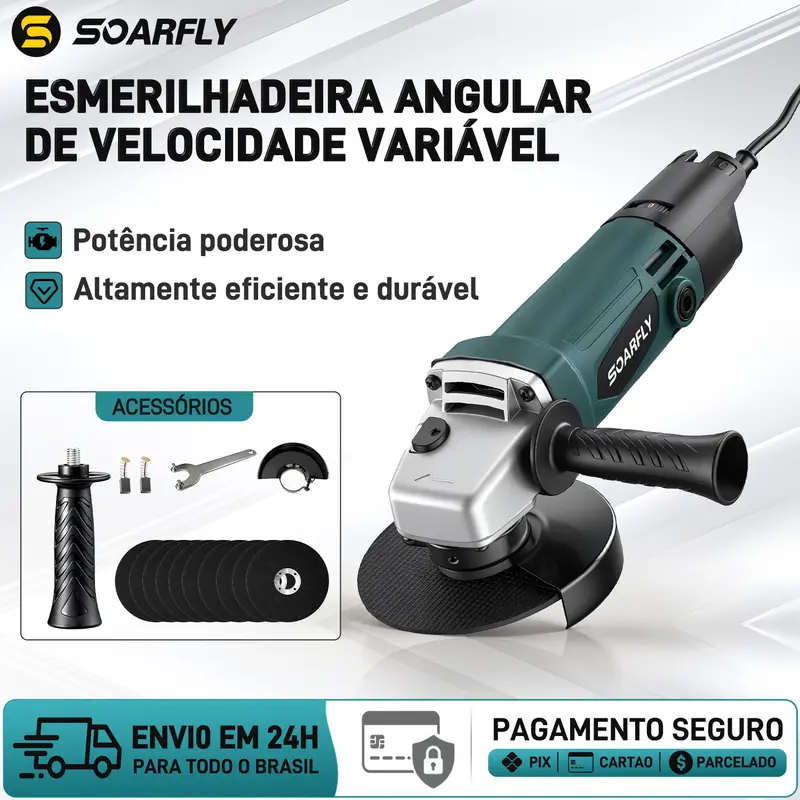 SOARFLY
ESMERILHADEIRA ANGULAR
DE VELOCIDADE VARIÁVEL
Potência poderosa
Altamente eficiente e durável
SOARFLY
ACESSÓRIOS
ENVIO EM 24H
PARA TODO O BRASIL
PAGAMENTO SEGURO
PIX | CARTAO | PARCELADO